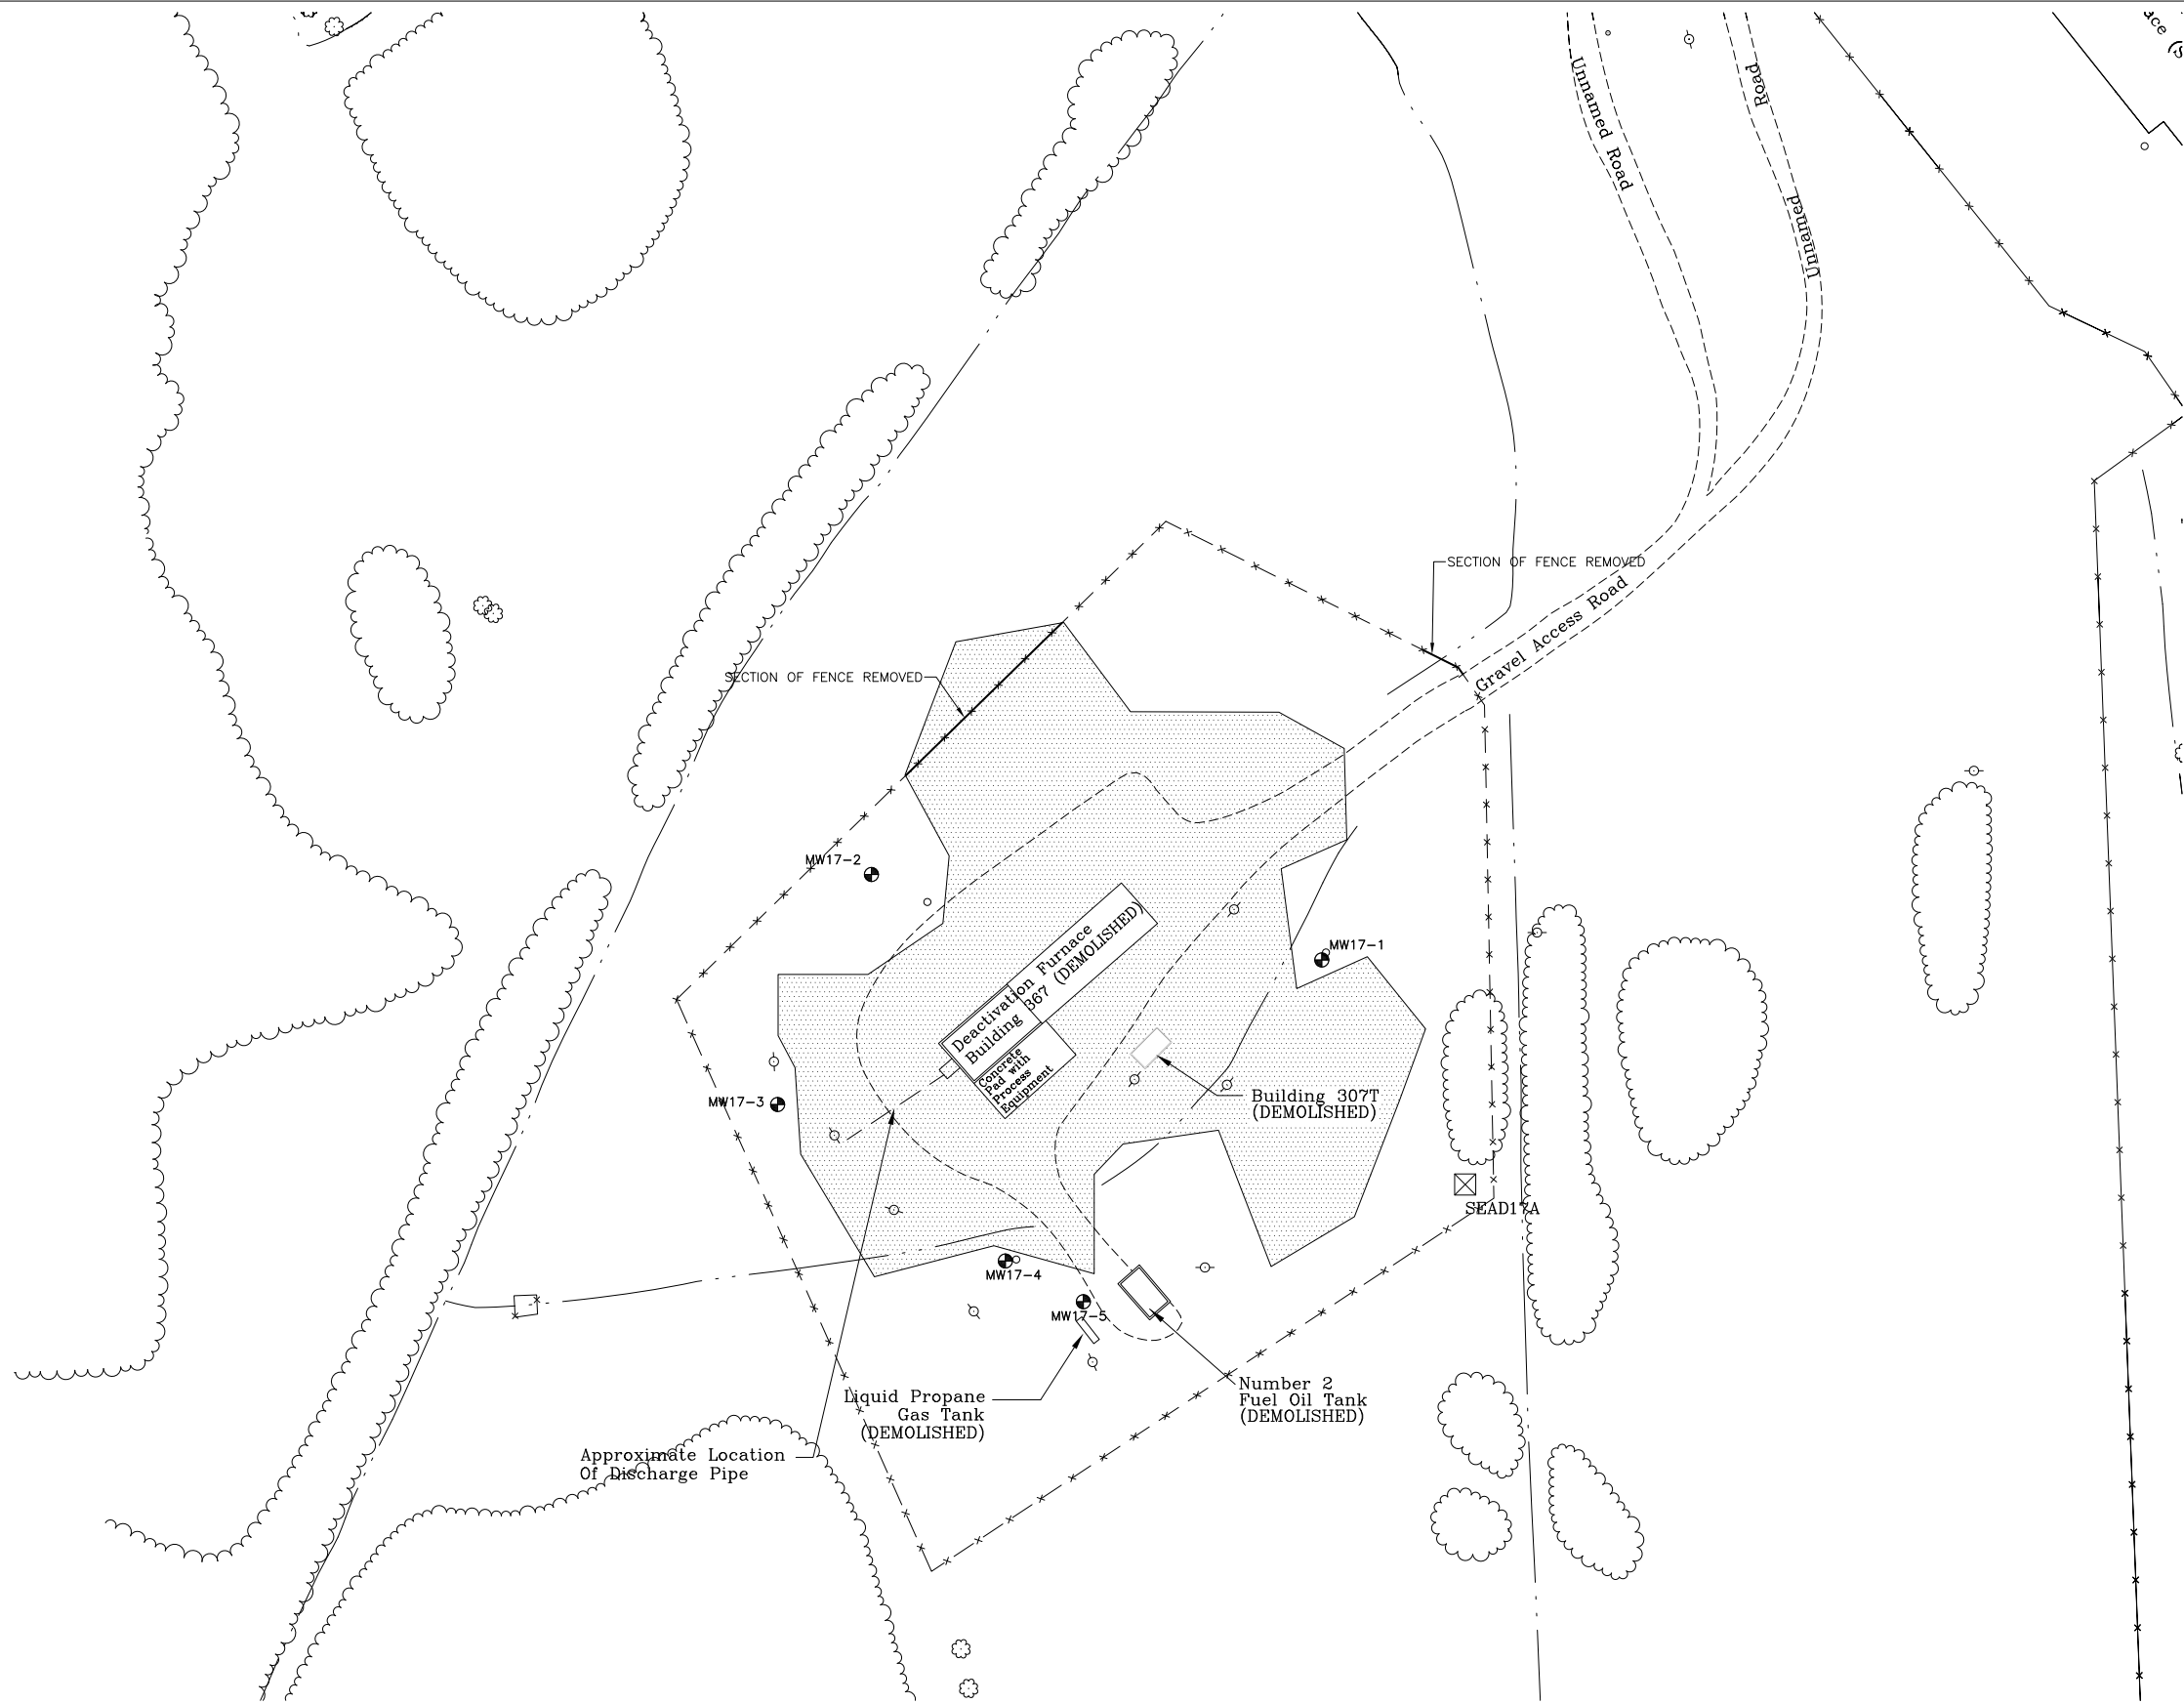 Unnamed Road
Road
Unnamed
SECTION OF FENCE REMOVED
Gravel Access Road
SECTION OF FENCE REMOVED
MW17-2
MW17-1
Deactivation Furnace
Building 367 (DEMOLISHED)
Concrete
Pad with
Process
Equipment
MW17-3
Building 307T
(DEMOLISHED)
SEAD17A
MW17-4
MW17-5
Liquid Propane
Gas Tank
(DEMOLISHED)
Number 2
Fuel Oil Tank
(DEMOLISHED)
Approximate Location
Of Discharge Pipe